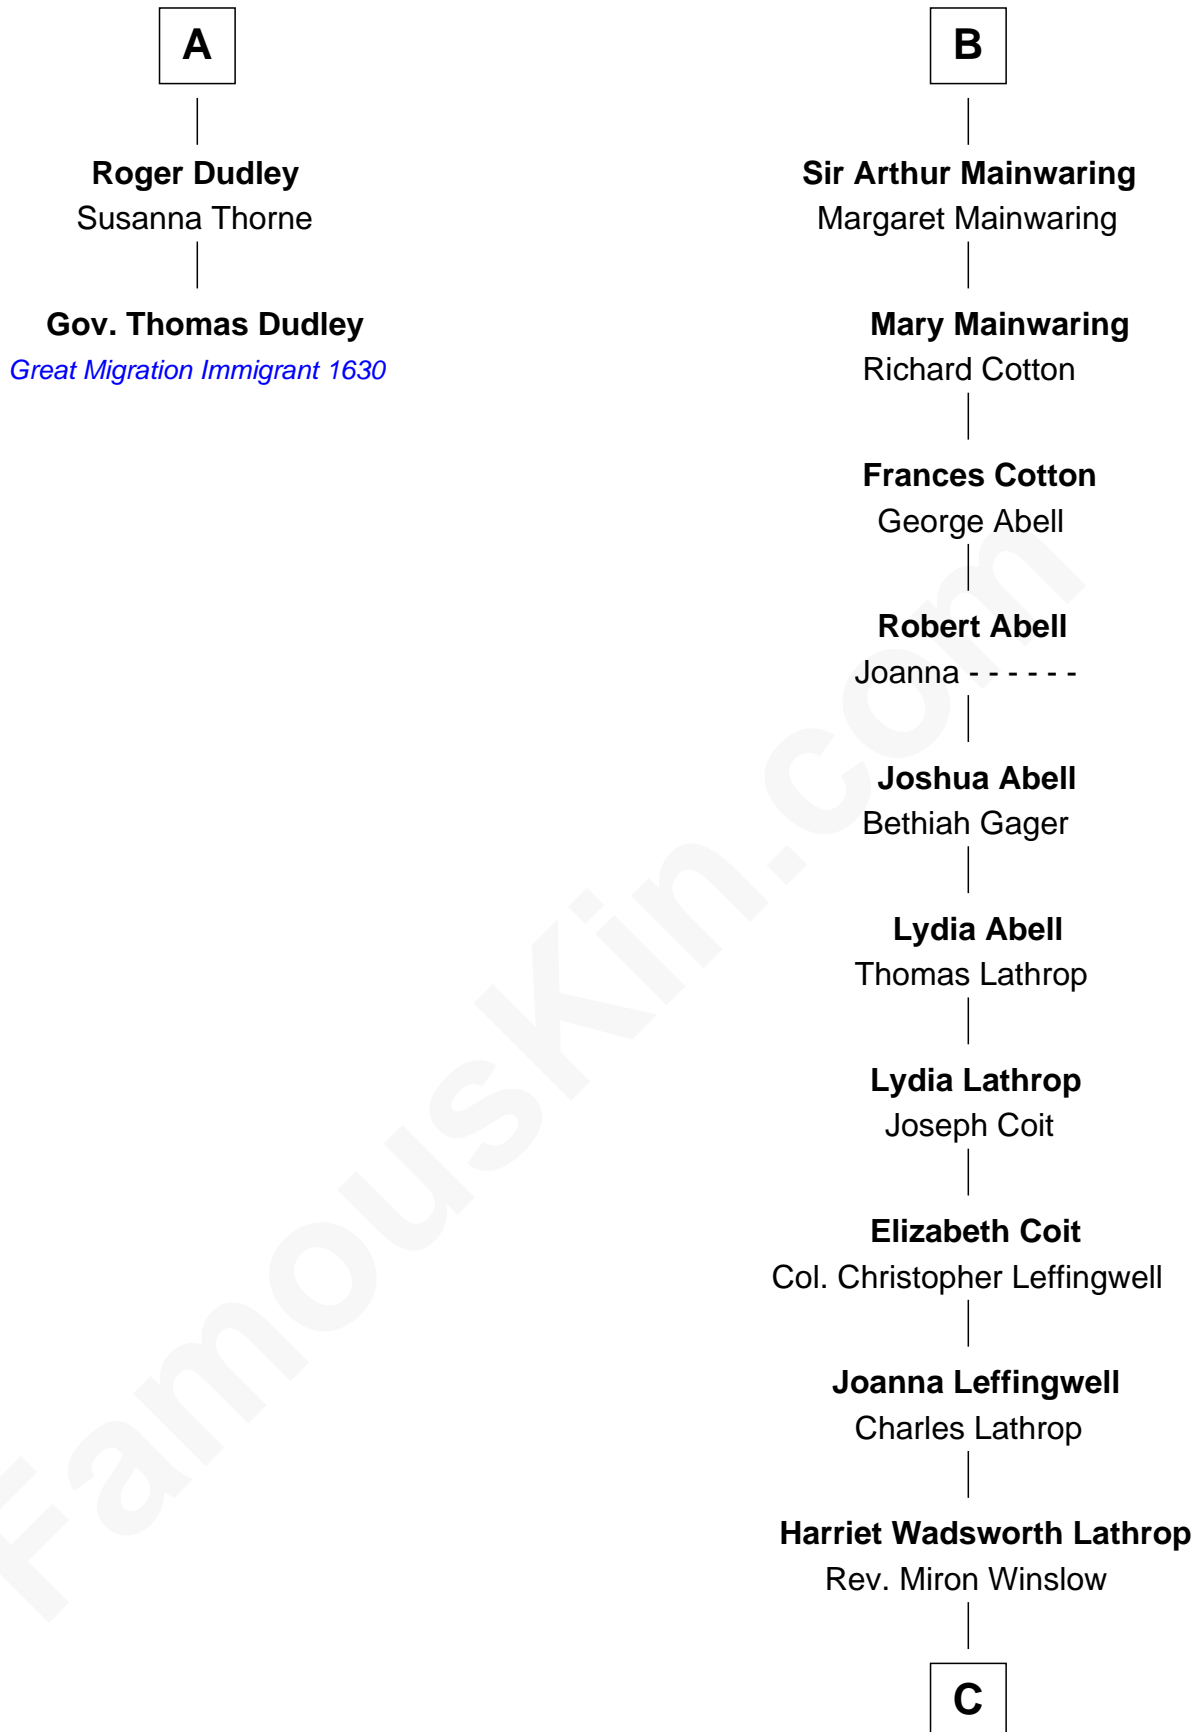 A
Roger Dudley
Susanna Thorne
Gov. Thomas Dudley
Great Migration Immigrant 1630
B
Sir Arthur Mainwaring
Margaret Mainwaring
Mary Mainwaring
Richard Cotton
Frances Cotton
George Abell
Robert Abell
Joanna - - - - - -
Joshua Abell
Bethiah Gager
Lydia Abell
Thomas Lathrop
Lydia Lathrop
Joseph Coit
Elizabeth Coit
Col. Christopher Leffingwell
Joanna Leffingwell
Charles Lathrop
Harriet Wadsworth Lathrop
Rev. Miron Winslow
C
FamousKin.com